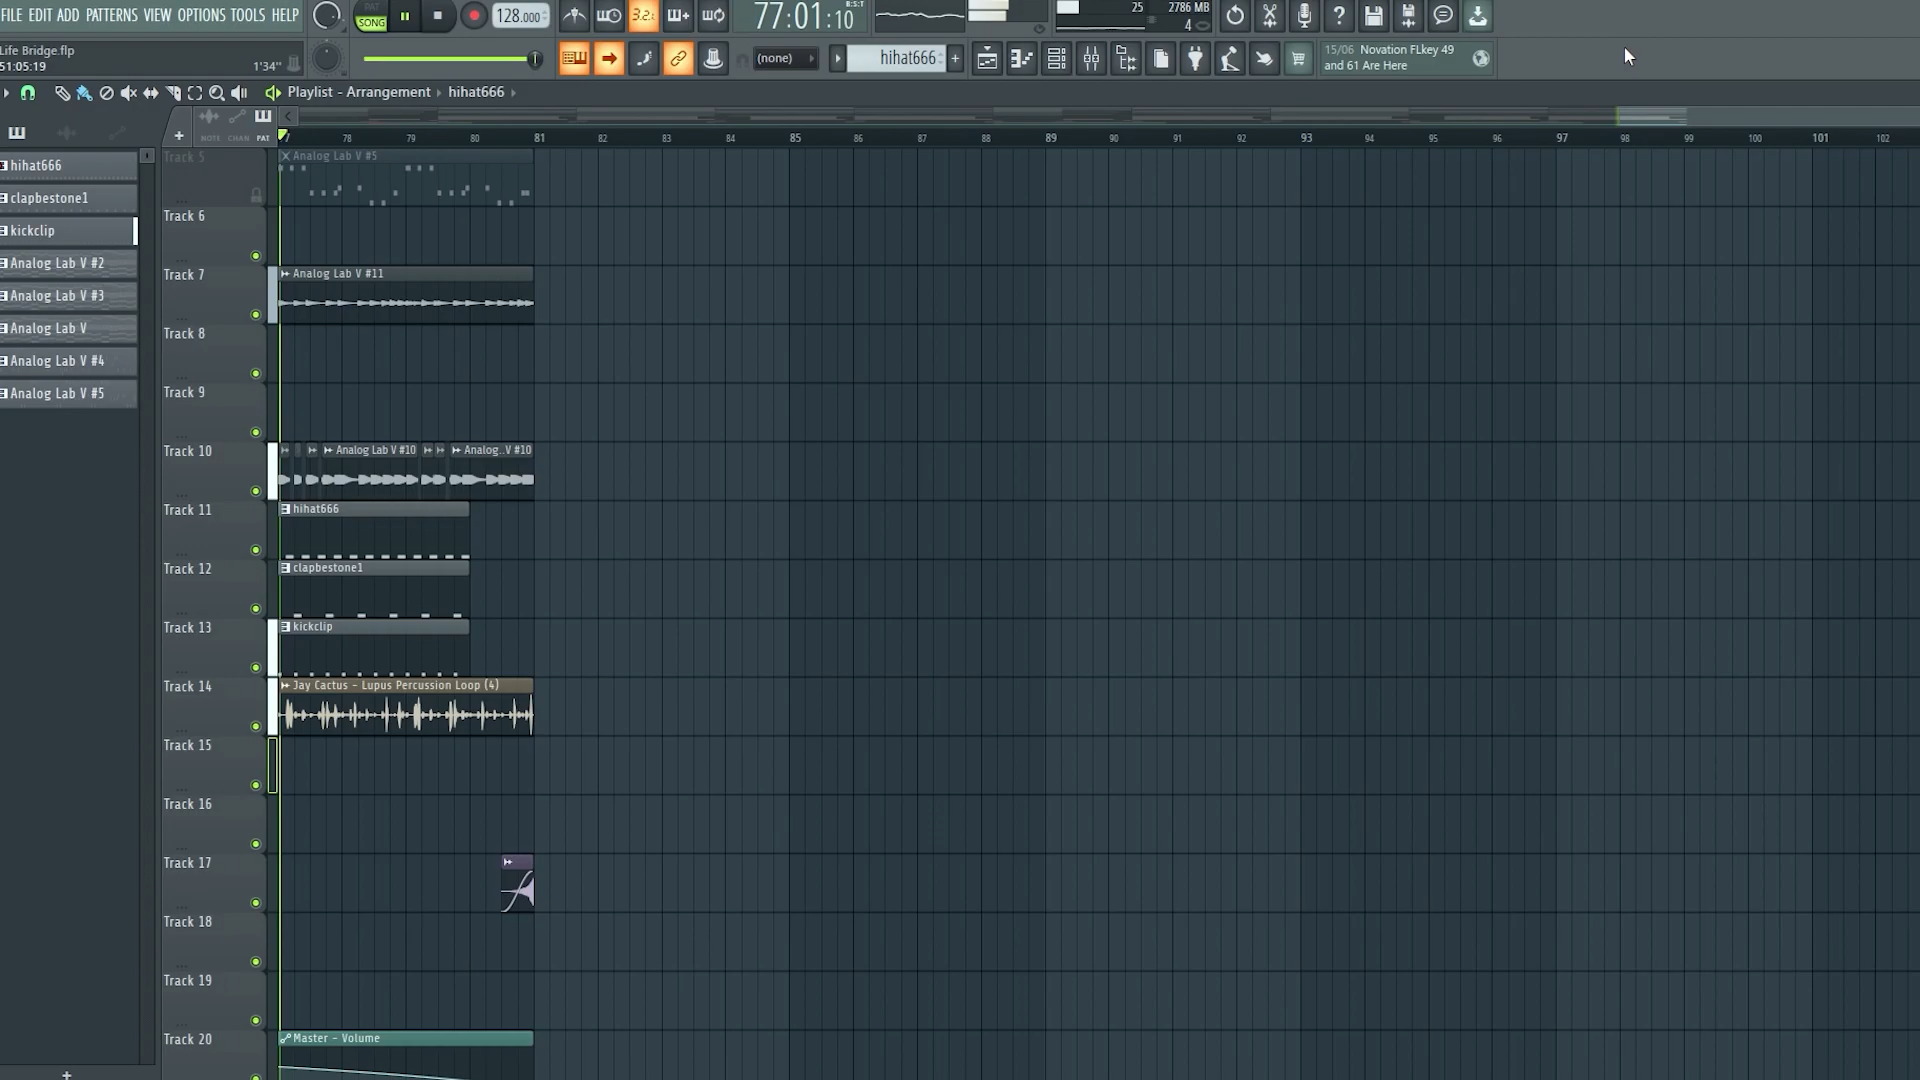 FILE EDIT ADD PATTERNS VIEW OPTIONS TOOLS HELP
PAT
SONG
128.000
3.2.
77:01:10
B:S:T
25
2786 MB
4
Life Bridge.flp
51:05:19
1'34"
(none)
hihat666
15/06 Novation FLkey 49
and 61 Are Here
Playlist - Arrangement › hihat666 ›
NOTE CHAN PAT
78 79 80 81 82 83 84 85 86 87 88 89 90 91 92 93 94 95 96 97 98 99 100 101 102
hihat666
clapbestone1
kickclip
Analog Lab V #2
Analog Lab V #3
Analog Lab V
Analog Lab V #4
Analog Lab V #5
Track 5
Analog Lab V #5
Track 6
Track 7
Analog Lab V #11
Track 8
Track 9
Track 10
Analog Lab V #10
Analog..V #10
Track 11
hihat666
Track 12
clapbestone1
Track 13
kickclip
Track 14
Jay Cactus - Lupus Percussion Loop (4)
Track 15
Track 16
Track 17
Track 18
Track 19
Track 20
Master - Volume